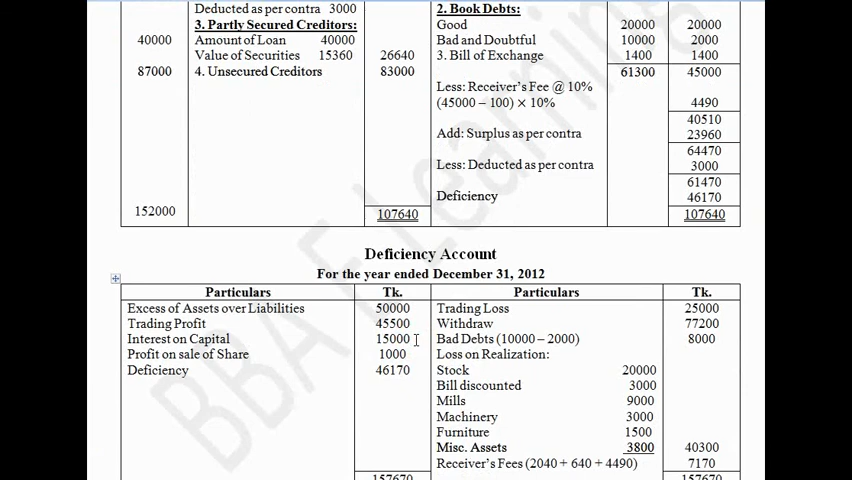 Deducted as per contra 3000
3. Partly Secured Creditors:
40000 Amount of Loan 40000
Value of Securities 15360 26640
87000 4. Unsecured Creditors 83000
152000 107640
2. Book Debts:
Good 20000 20000
Bad and Doubtful 10000 2000
3. Bill of Exchange 1400 1400
61300 45000
Less: Receiver's Fee @ 10%
(45000 – 100) × 10% 4490
40510
Add: Surplus as per contra 23960
64470
Less: Deducted as per contra 3000
61470
Deficiency 46170
107640
Deficiency Account
For the year ended December 31, 2012
Particulars Tk. Particulars Tk.
Excess of Assets over Liabilities 50000 Trading Loss 25000
Trading Profit 45500 Withdraw 77200
Interest on Capital 15000 Bad Debts (10000 – 2000) 8000
Profit on sale of Share 1000 Loss on Realization:
Deficiency 46170 Stock 20000
Bill discounted 3000
Mills 9000
Machinery 3000
Furniture 1500
Misc. Assets 3800 40300
Receiver's Fees (2040 + 640 + 4490) 7170
157670 157670
BBA F Learning